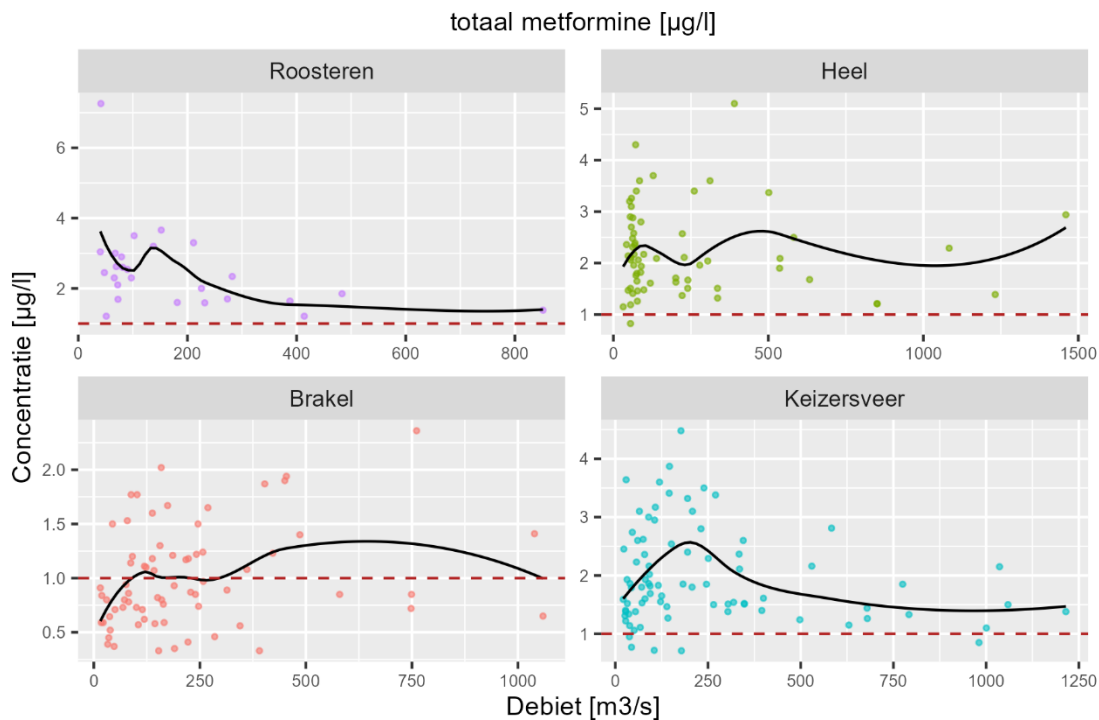 totaal metformine [µg/l]
Roosteren
Heel
6
4
2
0 200 400 600 800
5
4
3
2
1
0 500 1000 1500
Concentratie [µg/l]
Brakel
Keizersveer
2.0
1.5
1.0
0.5
0 250 500 750 1000
4
3
2
1
0 250 500 750 1000 1250
Debiet [m3/s]